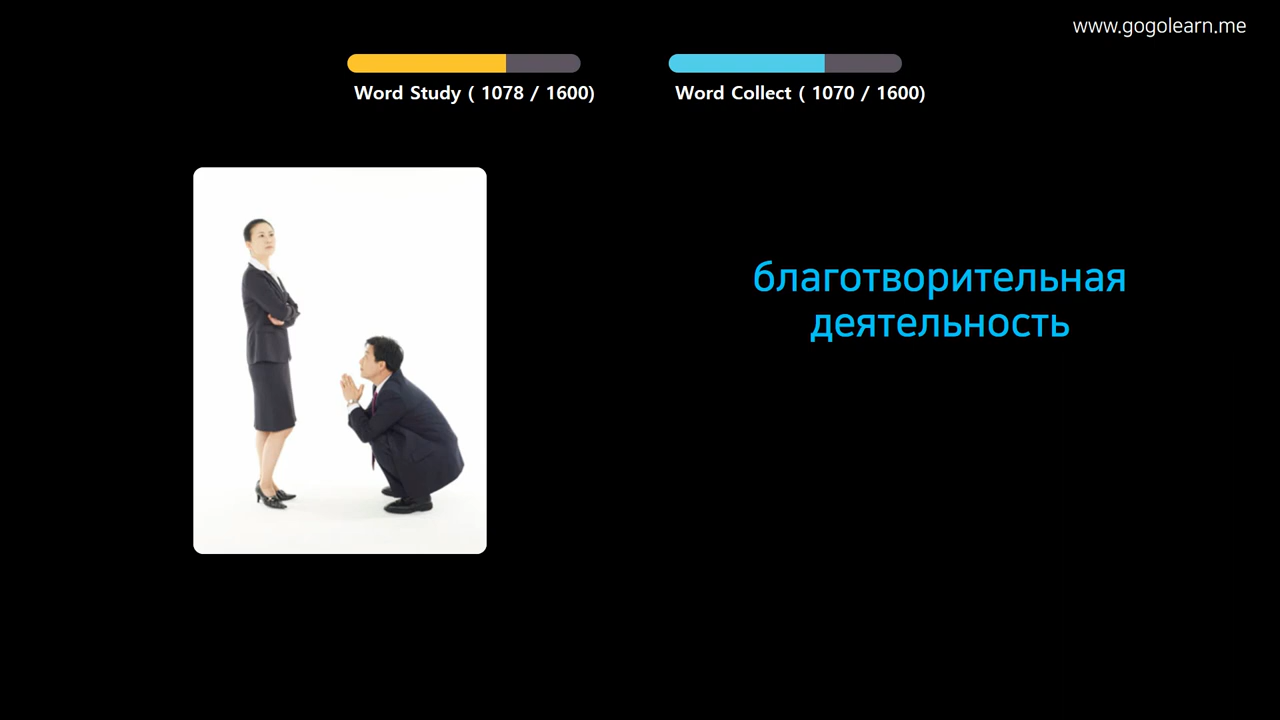 www.gogolearn.me
Word Study ( 1078 / 1600)
Word Collect ( 1070 / 1600)
благотворительная
деятельность